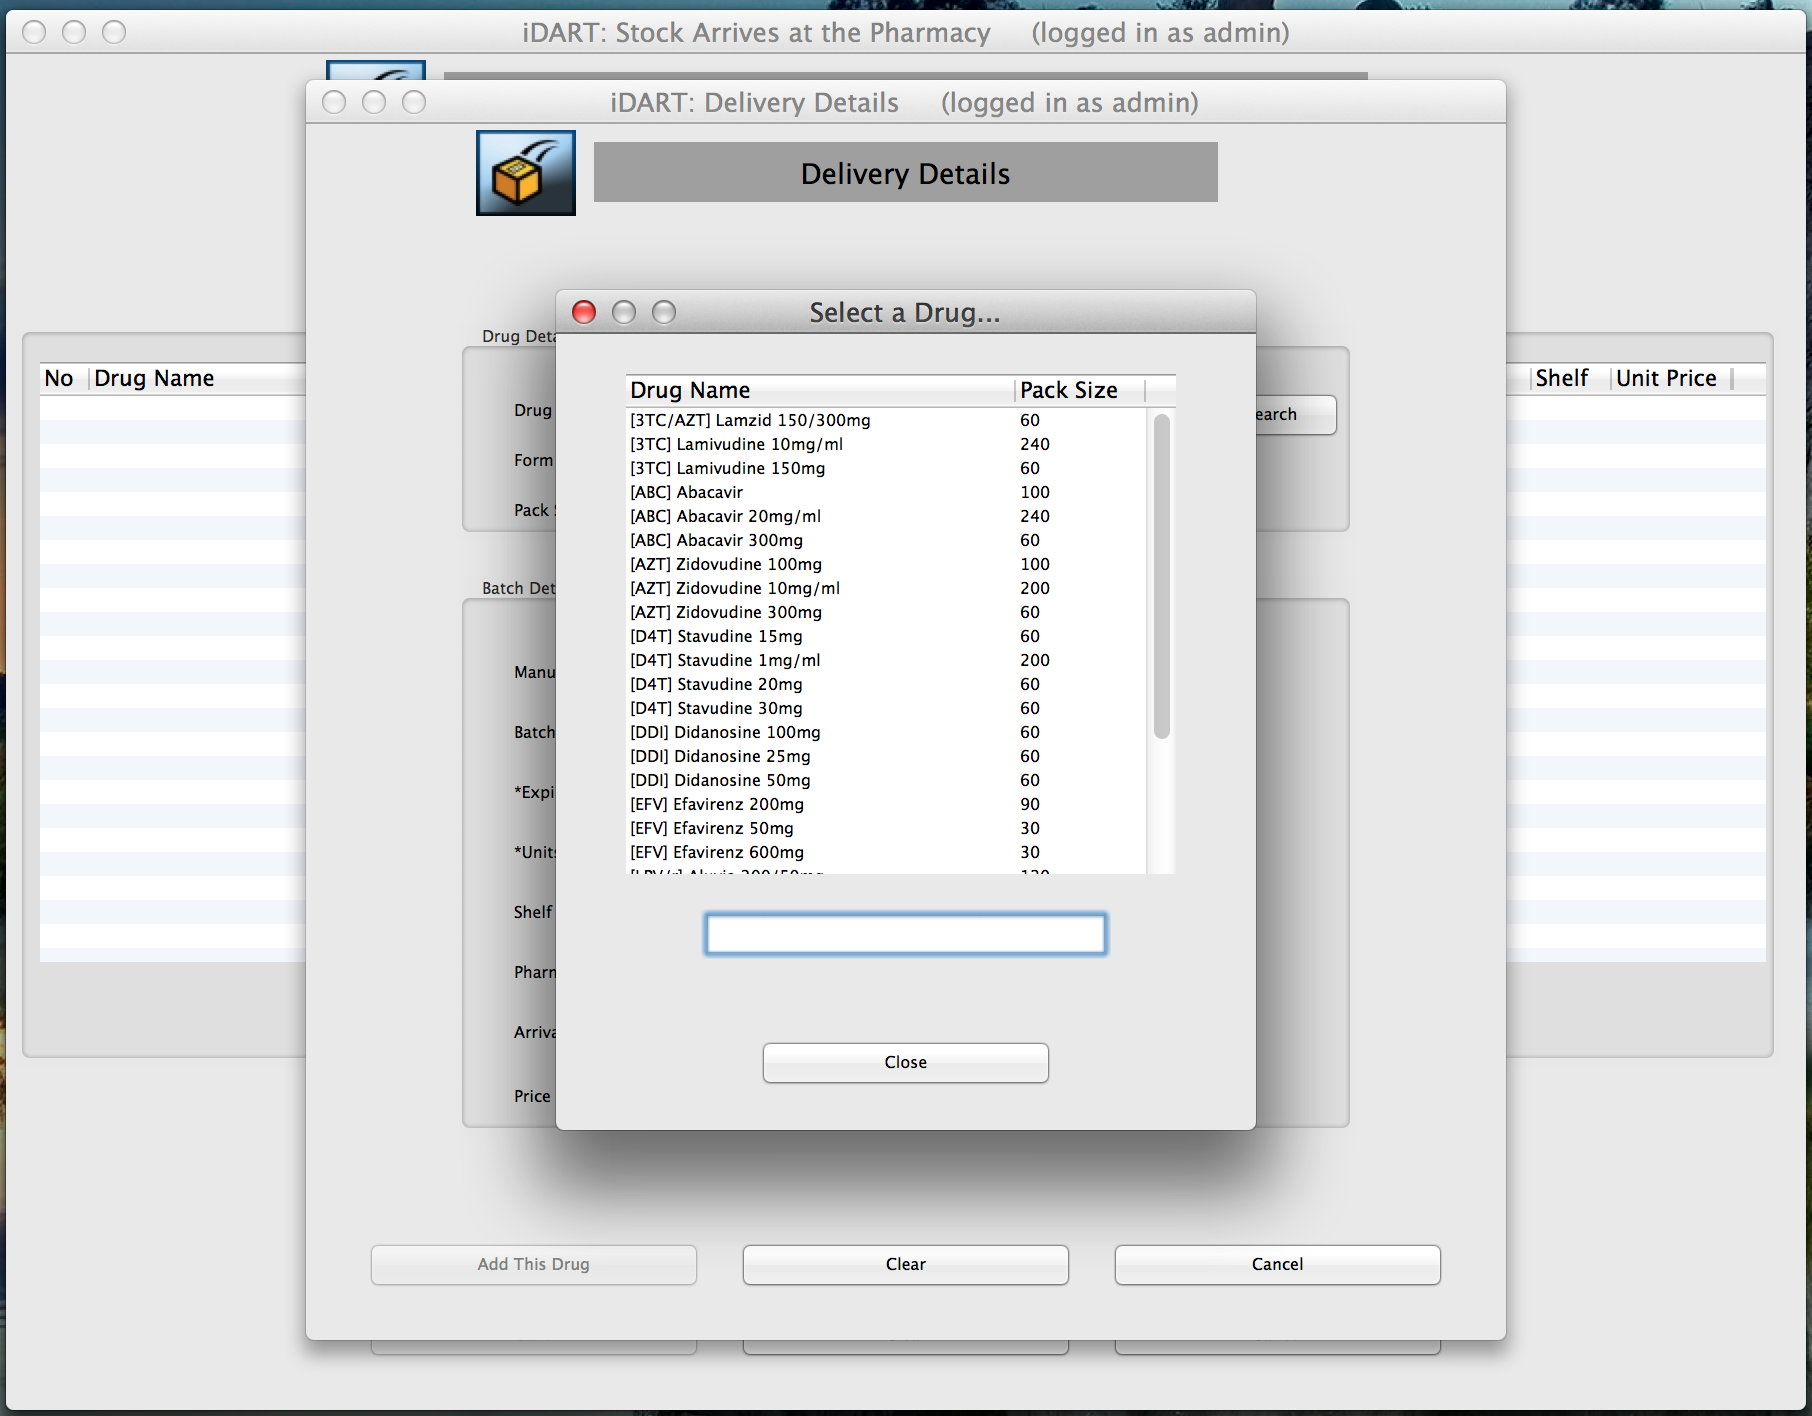 iDART: Stock Arrives at the Pharmacy (logged in as admin)
iDART: Delivery Details (logged in as admin)
Delivery Details
Select a Drug...
Drug
No Drug Name
Shelf Unit Price
Drug Name Pack Size
[3TC/AZT] Lamzid 150/300mg 60
[3TC] Lamivudine 10mg/ml 240
[3TC] Lamivudine 150mg 60
[ABC] Abacavir 100
[ABC] Abacavir 20mg/ml 240
[ABC] Abacavir 300mg 60
[AZT] Zidovudine 100mg 100
[AZT] Zidovudine 10mg/ml 200
[AZT] Zidovudine 300mg 60
[D4T] Stavudine 15mg 60
[D4T] Stavudine 1mg/ml 200
[D4T] Stavudine 20mg 60
[D4T] Stavudine 30mg 60
[DDI] Didanosine 100mg 60
[DDI] Didanosine 25mg 60
[DDI] Didanosine 50mg 60
[EFV] Efavirenz 200mg 90
[EFV] Efavirenz 50mg 30
[EFV] Efavirenz 600mg 30
Drug
earch
Form
Pack
Batch Det
Manu
Batch
*Expi
*Units
Shelf
Pharm
Arriva
Price
Close
Add This Drug
Clear
Cancel